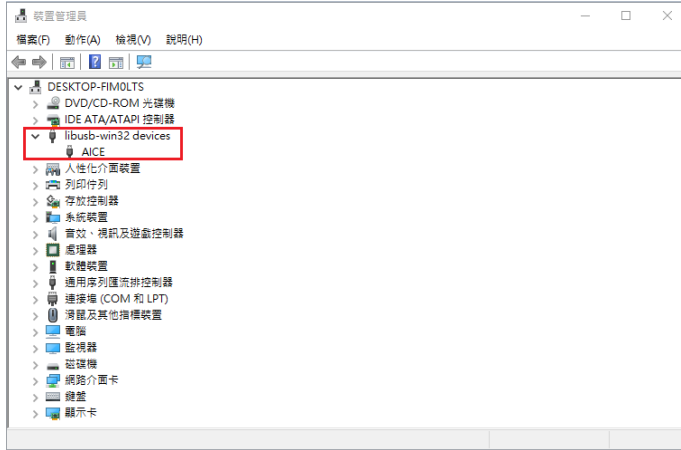 裝置管理員
檔案(F) 動作(A) 檢視(V) 說明(H)
DESKTOP-FIM0LTS
DVD/CD-ROM 光碟機
IDE ATA/ATAPI 控制器
libusb-win32 devices
AICE
人性化介面裝置
列印佇列
存放控制器
系統裝置
音效、視訊及遊戲控制器
處理器
軟體裝置
通用序列匯流排控制器
連接埠 (COM 和 LPT)
滑鼠及其他指標裝置
電腦
監視器
磁碟機
網路介面卡
鍵盤
顯示卡